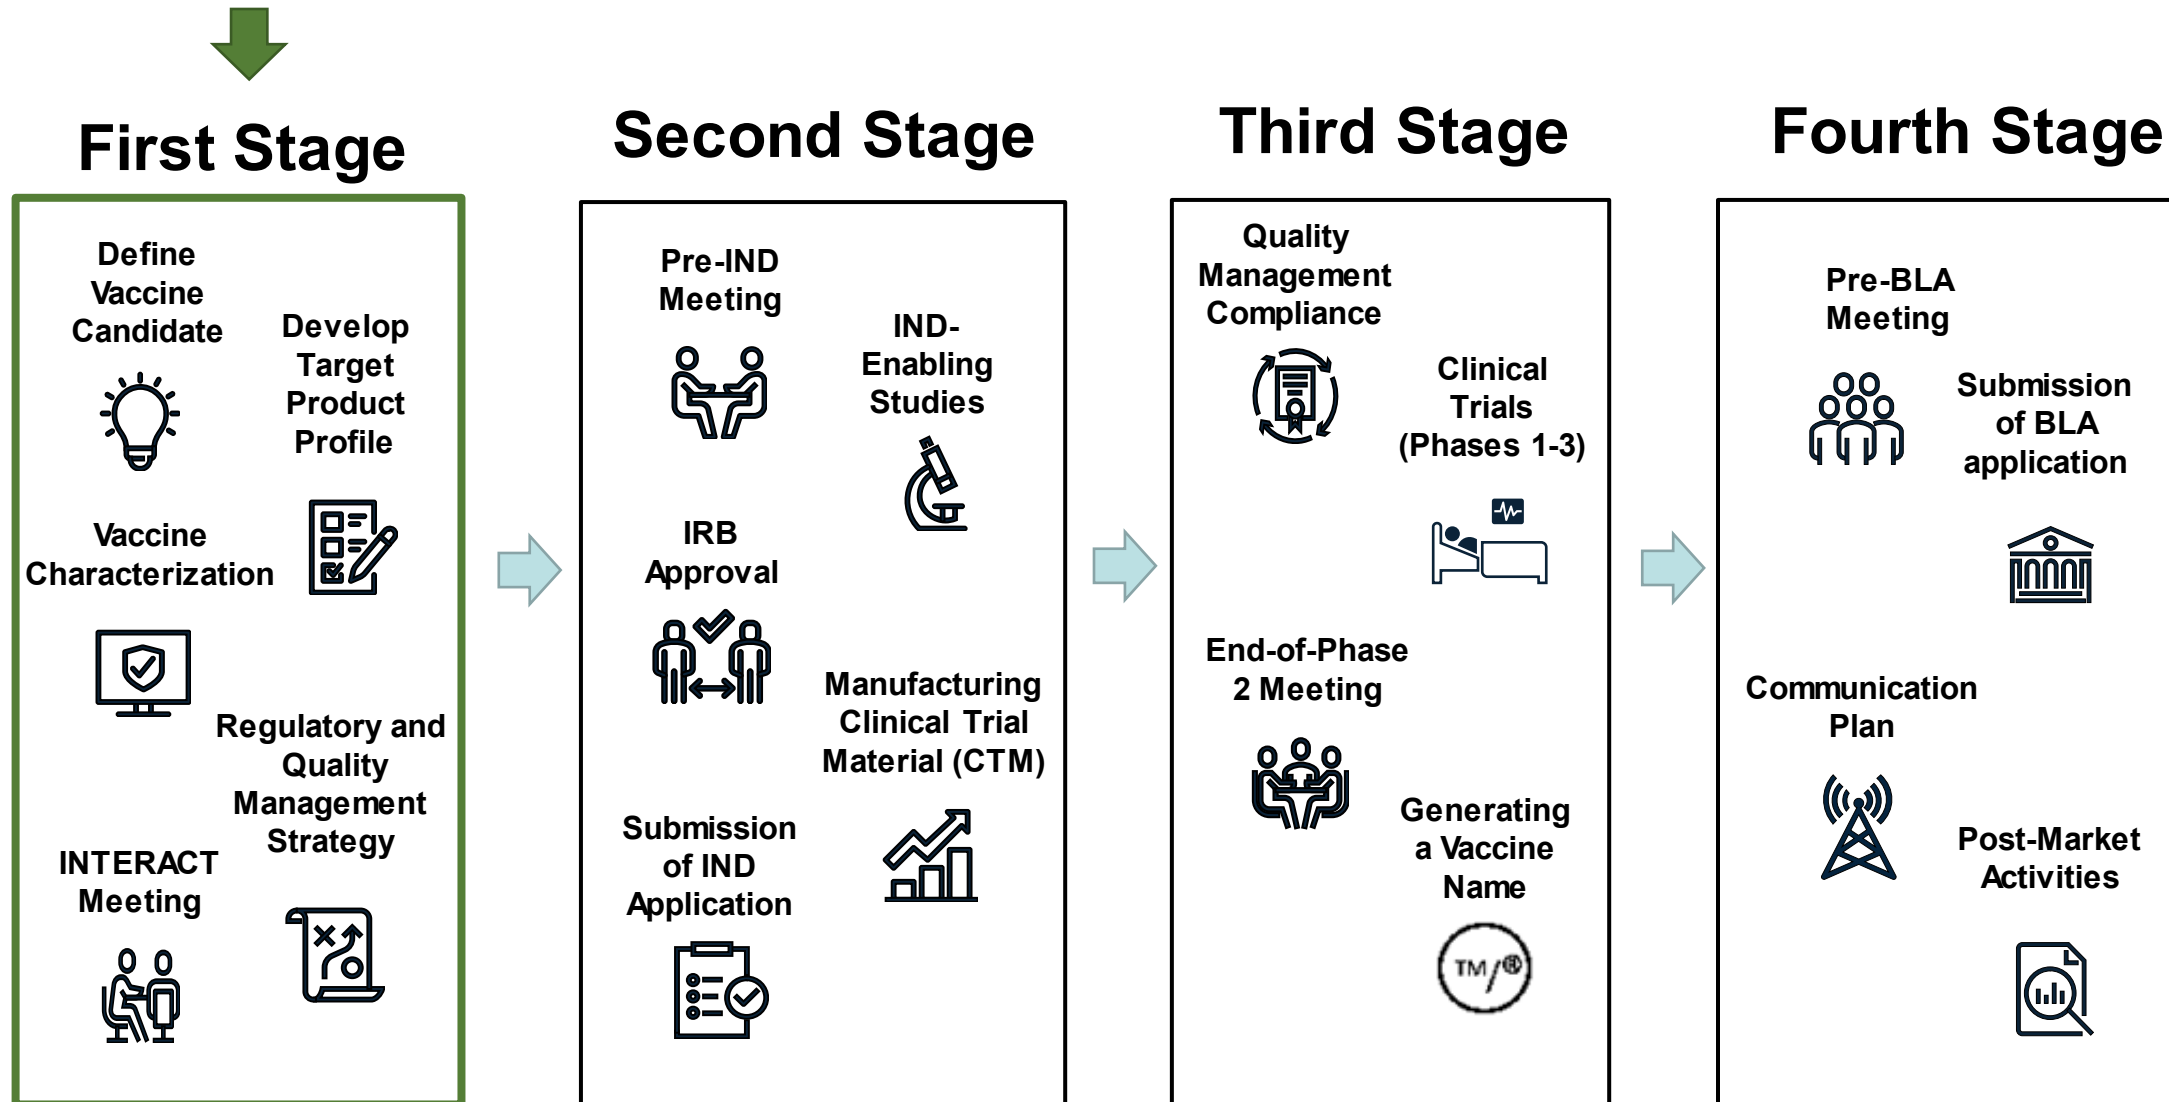 First Stage
Define
Vaccine
Candidate
Develop
Target
Product
Profile
Vaccine
Characterization
Regulatory and
Quality
Management
Strategy
INTERACT
Meeting
Second Stage
Pre-IND
Meeting
IND-
Enabling
Studies
IRB
Approval
Manufacturing
Clinical Trial
Material (CTM)
Submission
of IND
Application
Third Stage
Quality
Management
Compliance
Clinical
Trials
(Phases 1-3)
End-of-Phase
2 Meeting
Generating
a Vaccine
Name
TM/®
Fourth Stage
Pre-BLA
Meeting
Submission
of BLA
application
Communication
Plan
Post-Market
Activities